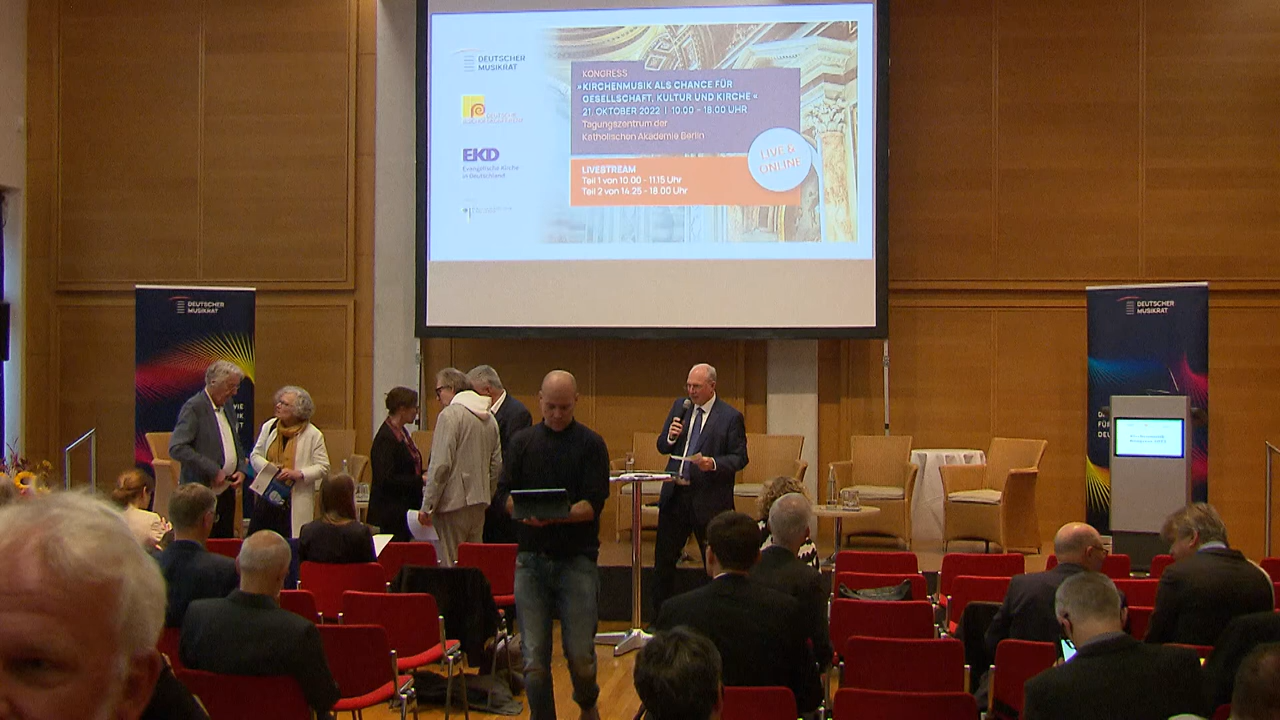 DEUTSCHER
MUSIKRAT
EKD
Evangelische Kirche
in Deutschland
KONGRESS
»KIRCHENMUSIK ALS CHANCE FÜR
GESELLSCHAFT, KULTUR UND KIRCHE«
21. OKTOBER 2022 | 10.00 - 18.00 UHR
Tagungszentrum der
Katholischen Akademie Berlin
LIVE &
ONLINE
LIVESTREAM
Teil 1 von 10.00 - 11.15 Uhr
Teil 2 von 14.25 - 18.00 Uhr
DEUTSCHER
MUSIKRAT
DEUTSCHER
MUSIKRAT